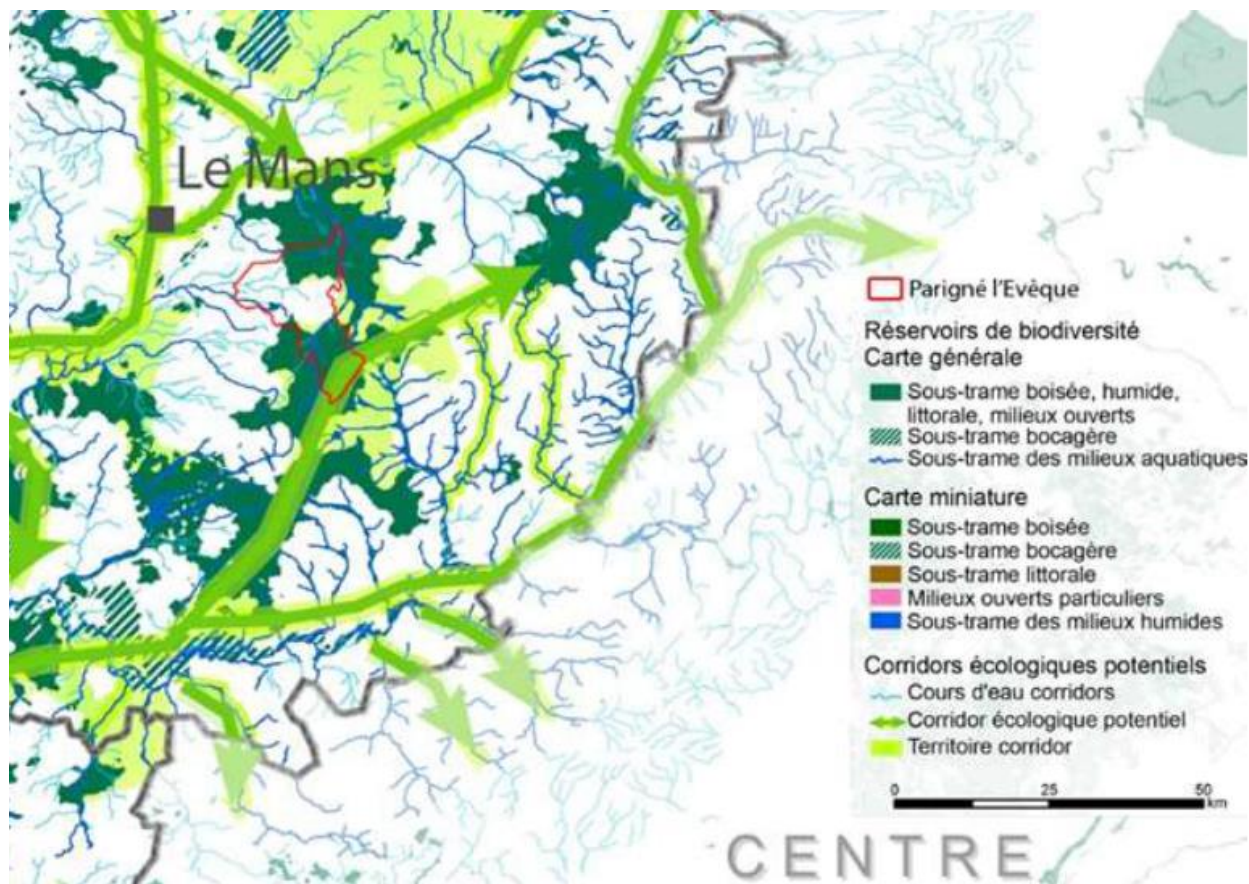 Le Mans
Parigné l'Evèque
Réservoirs de biodiversité
Carte générale
Sous-trame boisée, humide,
littorale, milieux ouverts
Sous-trame bocagère
Sous-trame des milieux aquatiques
Carte miniature
Sous-trame boisée
Sous-trame bocagère
Sous-trame littorale
Milieux ouverts particuliers
Sous-trame des milieux humides
Corridors écologiques potentiels
Cours d'eau corridors
Corridor écologique potentiel
Territoire corridor
0 25 50
km
CENTRE